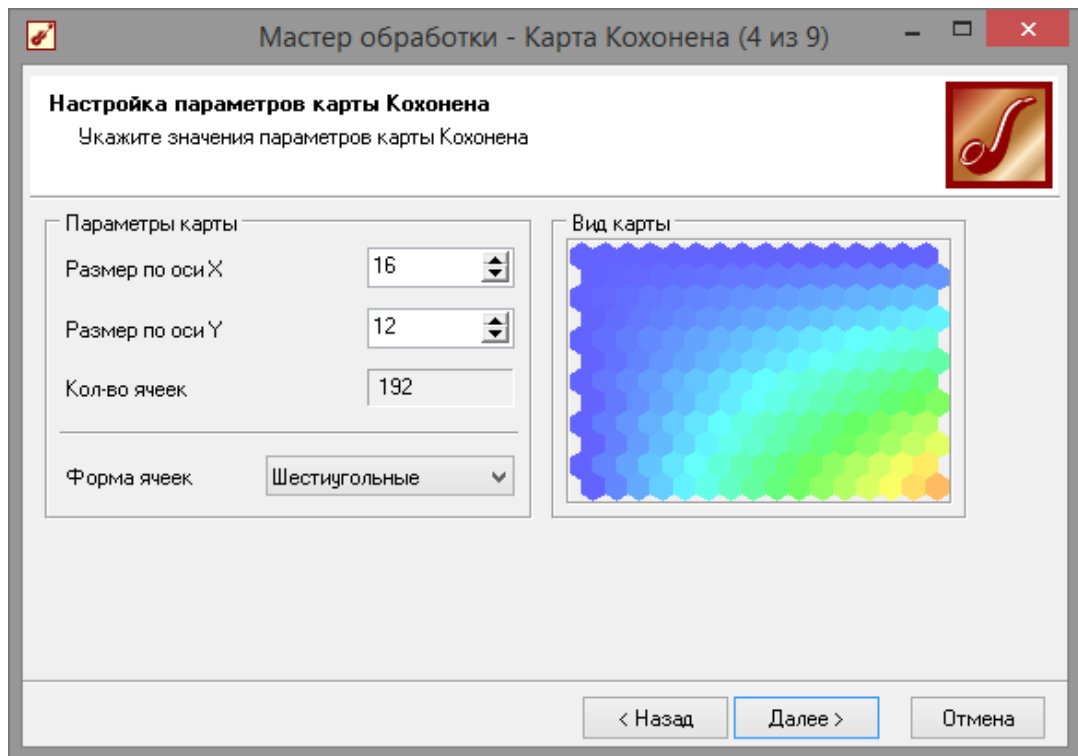 Мастер обработки - Карта Кохонена (4 из 9)
Настройка параметров карты Кохонена
Укажите значения параметров карты Кохонена
Параметры карты
Размер по оси X
16
Размер по оси Y
12
Кол-во ячеек
192
Форма ячеек
Шестиугольные
Вид карты
< Назад
Далее >
Отмена